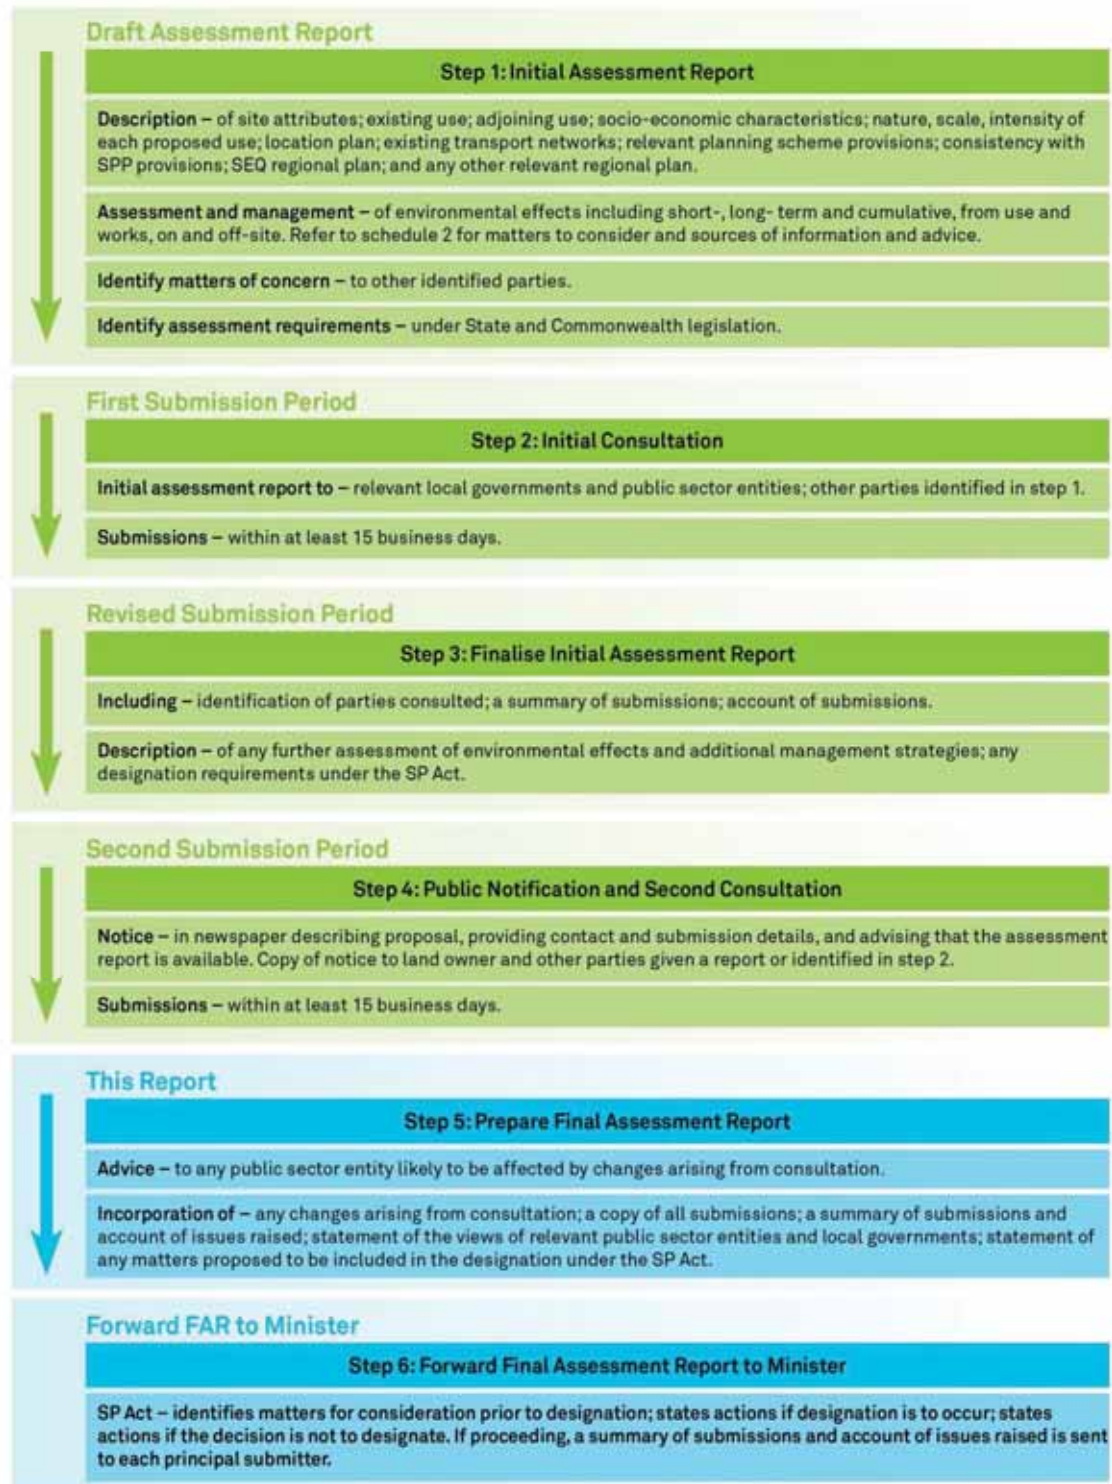 Draft Assessment Report
Step 1: Initial Assessment Report
Description – of site attributes; existing use; adjoining use; socio-economic characteristics; nature, scale, intensity of
each proposed use; location plan; existing transport networks; relevant planning scheme provisions; consistency with
SPP provisions; SEQ regional plan; and any other relevant regional plan.
Assessment and management – of environmental effects including short-, long- term and cumulative, from use and
works, on and off-site. Refer to schedule 2 for matters to consider and sources of information and advice.
Identify matters of concern – to other identified parties.
Identify assessment requirements – under State and Commonwealth legislation.
First Submission Period
Step 2: Initial Consultation
Initial assessment report to – relevant local governments and public sector entities; other parties identified in step 1.
Submissions – within at least 15 business days.
Revised Submission Period
Step 3: Finalise Initial Assessment Report
Including – identification of parties consulted; a summary of submissions; account of submissions.
Description – of any further assessment of environmental effects and additional management strategies; any
designation requirements under the SP Act.
Second Submission Period
Step 4: Public Notification and Second Consultation
Notice – in newspaper describing proposal, providing contact and submission details, and advising that the assessment
report is available. Copy of notice to land owner and other parties given a report or identified in step 2.
Submissions – within at least 15 business days.
This Report
Step 5: Prepare Final Assessment Report
Advice – to any public sector entity likely to be affected by changes arising from consultation.
Incorporation of – any changes arising from consultation; a copy of all submissions; a summary of submissions and
account of issues raised; statement of the views of relevant public sector entities and local governments; statement of
any matters proposed to be included in the designation under the SP Act.
Forward FAR to Minister
Step 6: Forward Final Assessment Report to Minister
SP Act – identifies matters for consideration prior to designation; states actions if designation is to occur; states
actions if the decision is not to designate. If proceeding, a summary of submissions and account of issues raised is sent
to each principal submitter.